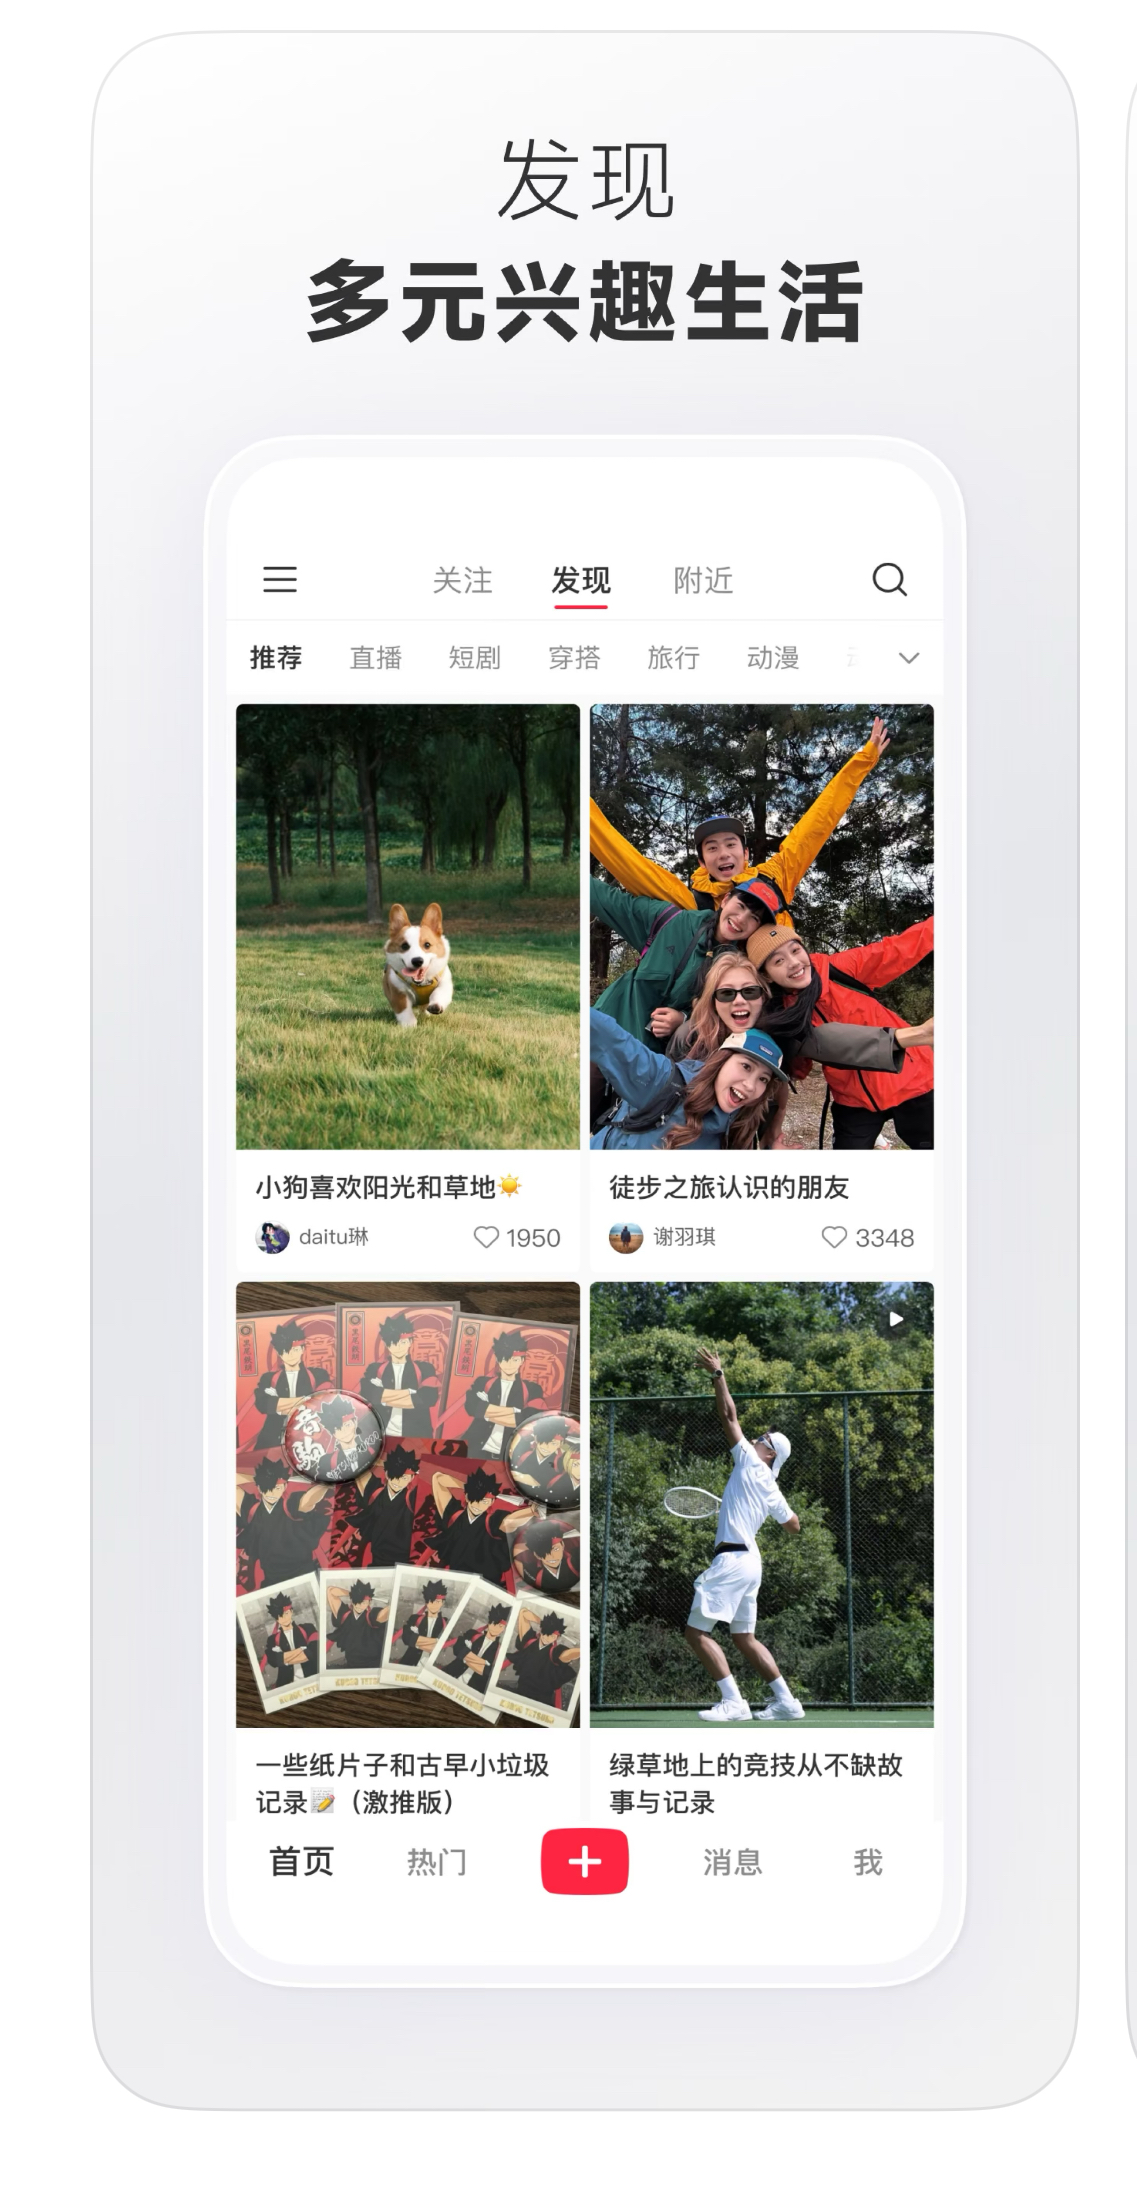 发现
多元兴趣生活
关注 发现 附近
推荐 直播 短剧 穿搭 旅行 动漫
小狗喜欢阳光和草地☀️
daitu琳 1950
徒步之旅认识的朋友
谢羽琪 3348
音駒
一些纸片子和古早小垃圾
记录📝（激推版）
绿草地上的竞技从不缺故
事与记录
首页 热门 消息 我